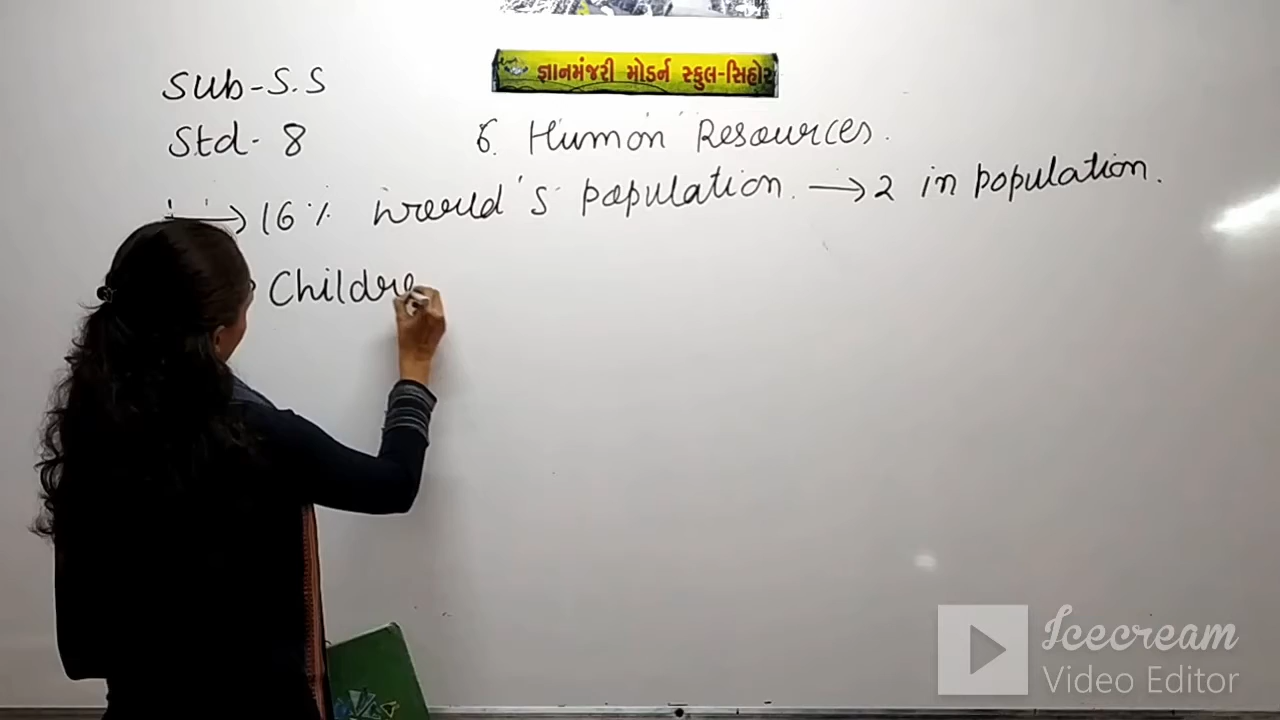 જ્ઞાનમંજરી મોડર્ન સ્કુલ-સિહોર
Sub-S.S
Std- 8
6. Human Resources.
→ 16% world's population. → 2 in population.
Childre
Icecream
Video Editor